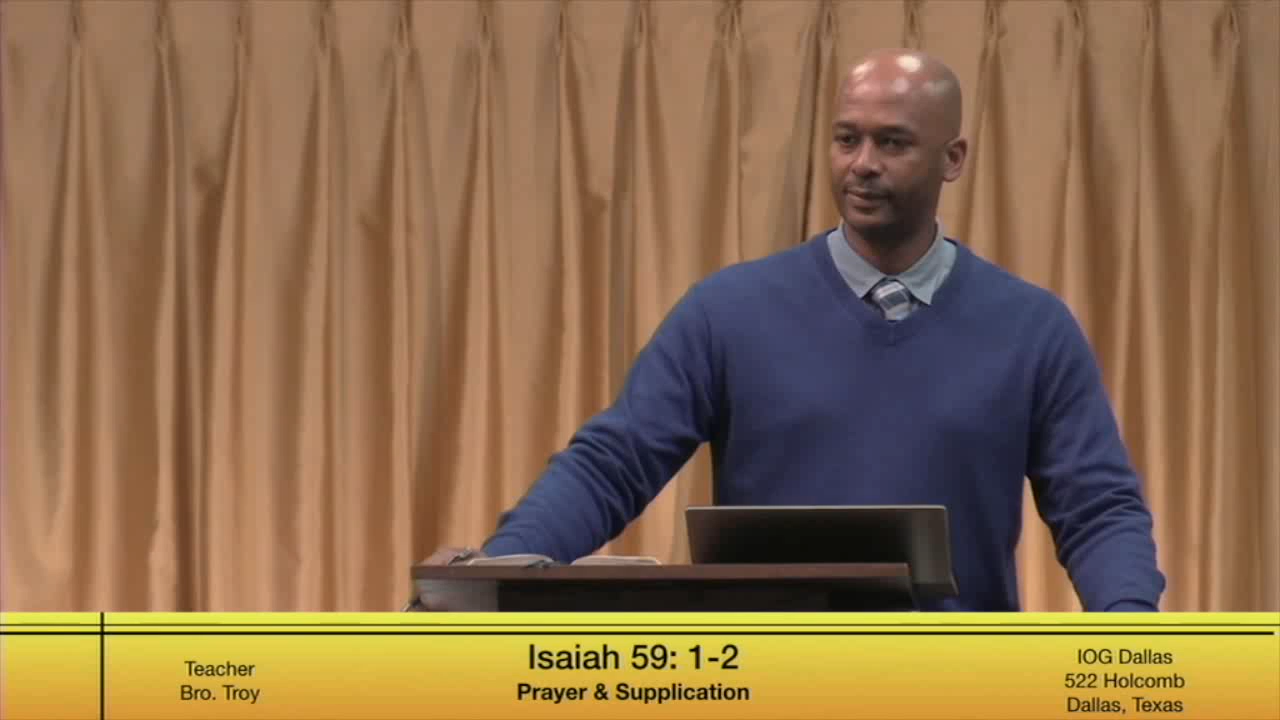 Teacher
Bro. Troy
Isaiah 59: 1-2
Prayer & Supplication
IOG Dallas
522 Holcomb
Dallas, Texas